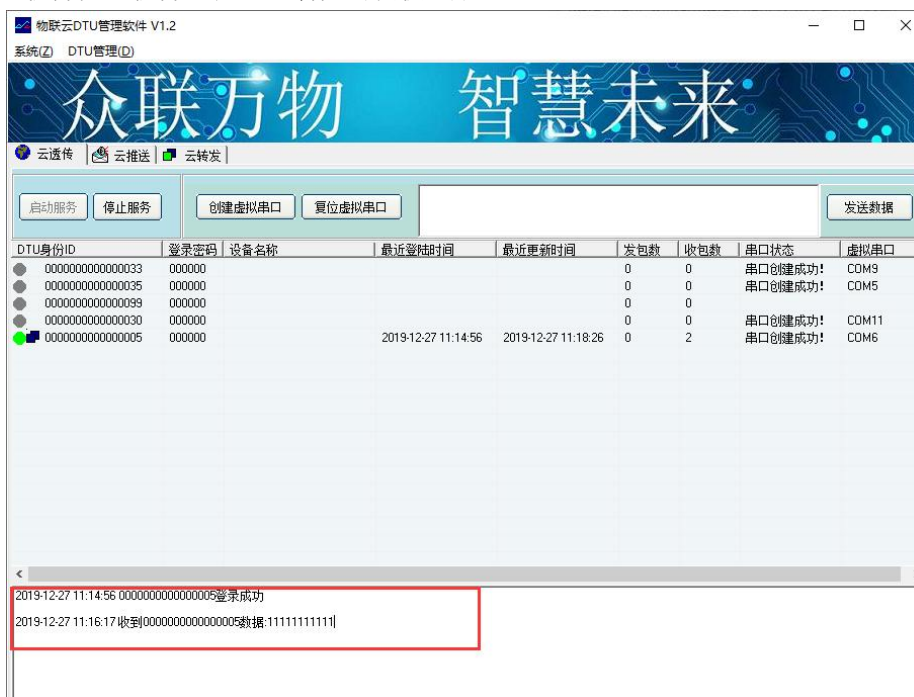 物联云DTU管理软件 V1.2
系统(Z) DTU管理(D)
众联万物 智慧未来
云透传 云推送 云转发
启动服务 停止服务 创建虚拟串口 复位虚拟串口 发送数据
DTU身份ID 登录密码 设备名称 最近登陆时间 最近更新时间 发包数 收包数 串口状态 虚拟串口
0000000000000033 000000 0 0 串口创建成功! COM9
0000000000000035 000000 0 0 串口创建成功! COM5
0000000000000099 000000 0 0
0000000000000030 000000 0 0 串口创建成功! COM11
0000000000000005 000000 2019-12-27 11:14:56 2019-12-27 11:18:26 0 2 串口创建成功! COM6
2019-12-27 11:14:56 0000000000000005登录成功
2019-12-27 11:16:17 收到0000000000000005数据:11111111111